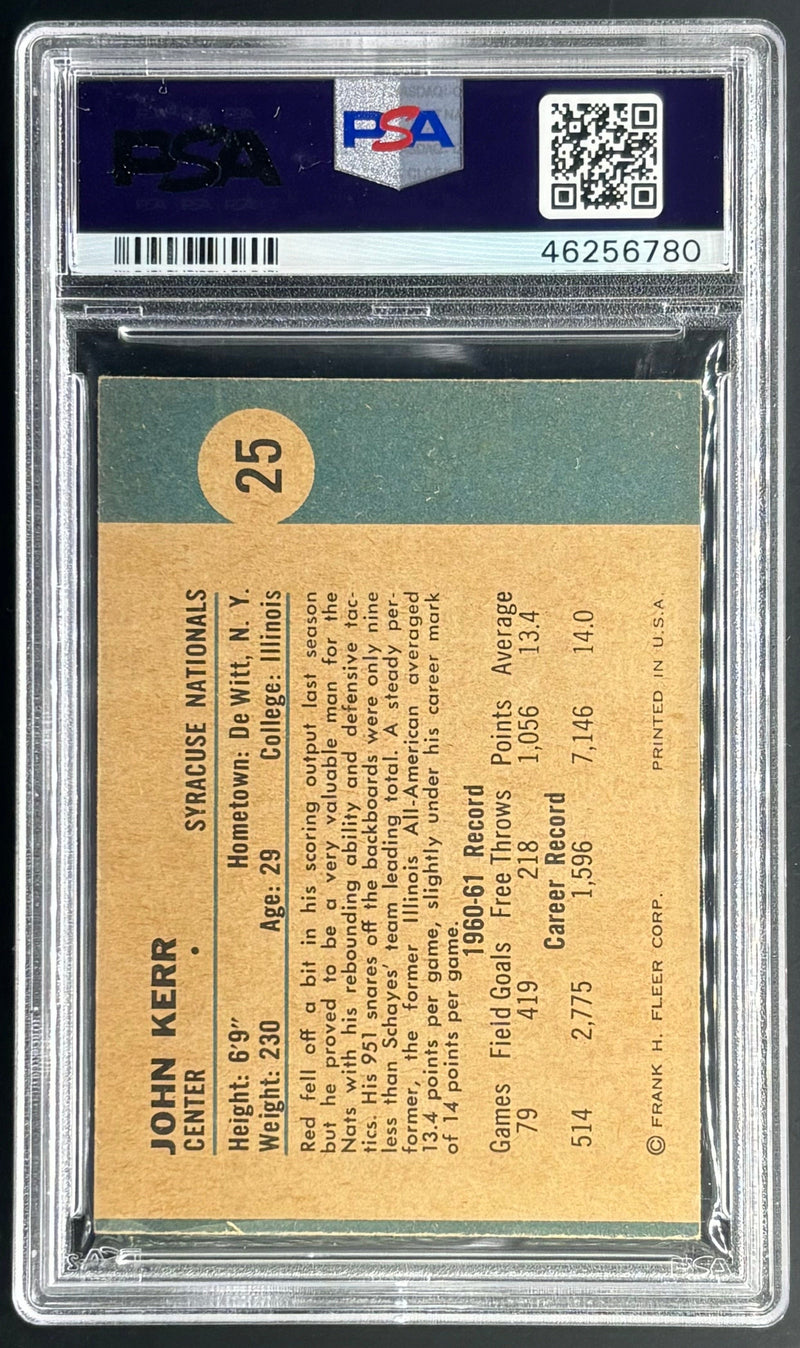 PSA
PSA
PSA PSA PSA
46256780
25
JOHN KERR
CENTER • SYRACUSE NATIONALS
Height: 6'9" Hometown: De Witt, N. Y.
Weight: 230 Age: 29 College: Illinois
Red fell off a bit in his scoring output last season
but he proved to be a very valuable man for the
Nats with his rebounding ability and defensive tac-
tics. His 951 snares off the backboards were only nine
less than Schayes' team leading total. A steady per-
former, the former Illinois All-American averaged
13.4 points per game, slightly under his career mark
of 14 points per game.
1960-61 Record
Games Field Goals Free Throws Points Average
79 419 218 1,056 13.4
Career Record
514 2,775 1,596 7,146 14.0
© FRANK H. FLEER CORP. PRINTED IN U.S.A.
PSA
PSA